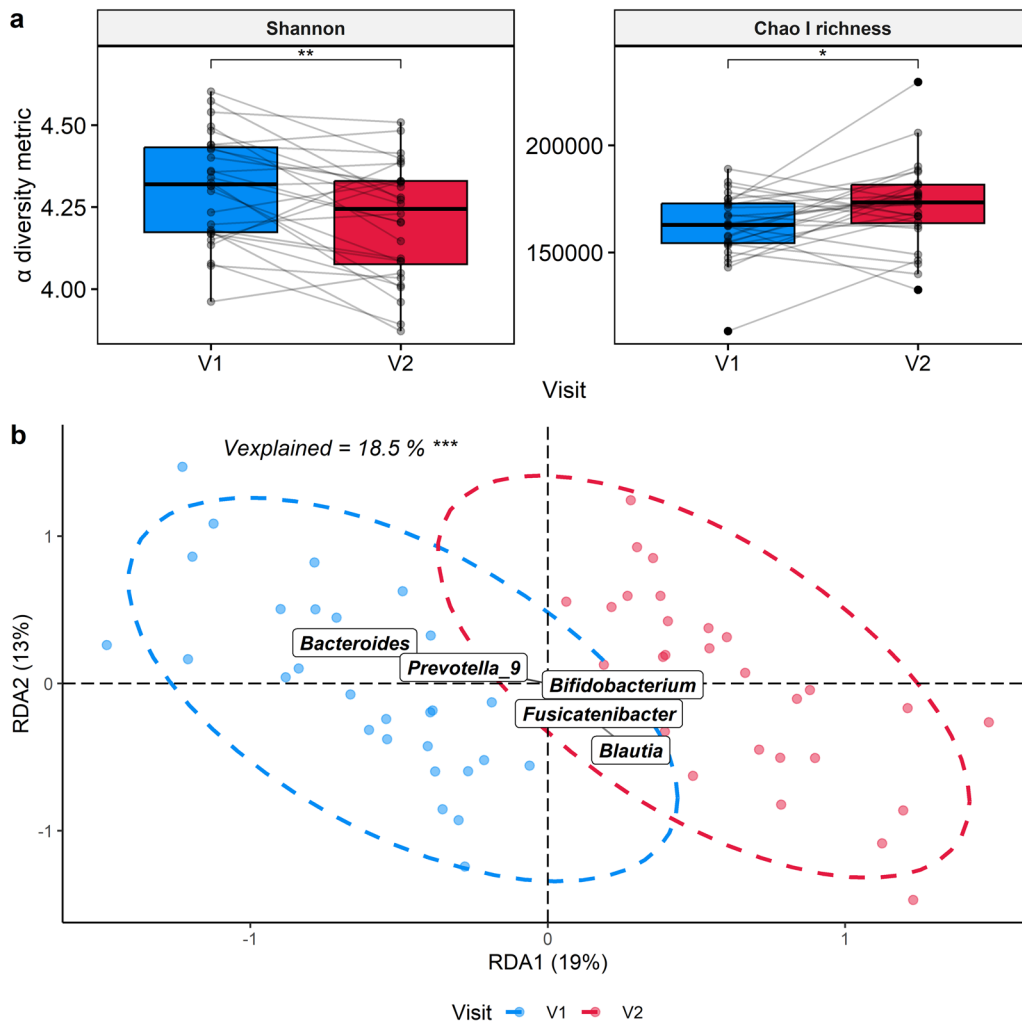 a
Shannon
Chao I richness
**
*
α diversity metric
4.50
4.25
4.00
200000
150000
V1
V2
V1
V2
Visit
b
Vexplained = 18.5 % ***
RDA2 (13%)
1
0
-1
Bacteroides
Prevotella_9
Bifidobacterium
Fusicatenibacter
Blautia
-1
0
1
RDA1 (19%)
Visit V1 V2